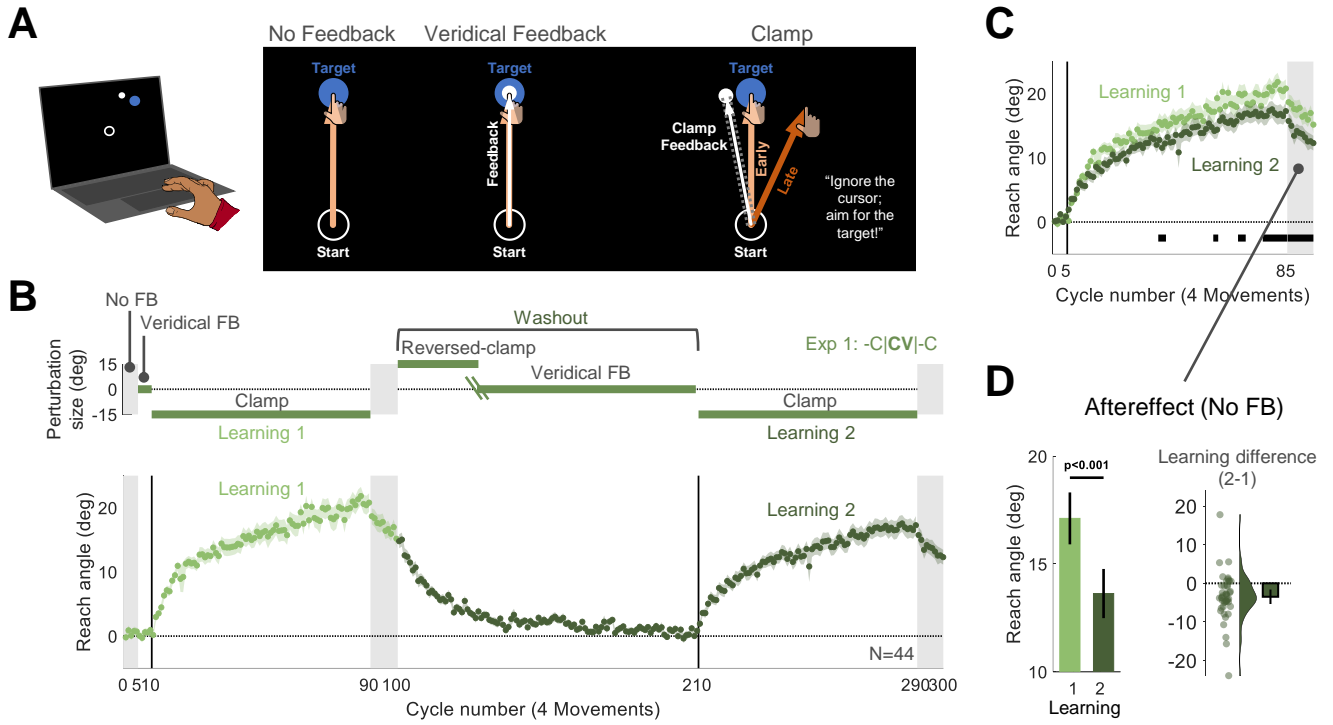 A
No Feedback
Veridical Feedback
Clamp
Target
Target
Target
Feedback
Clamp
Feedback
Early
Late
"Ignore the
cursor;
aim for the
target!"
Start
Start
Start
B
No FB
Veridical FB
Washout
Reversed-clamp
Exp 1: -C|CV|-C
Veridical FB
Perturbation
size (deg)
15
0
-15
Clamp
Learning 1
Clamp
Learning 2
Reach angle (deg)
20
10
0
Learning 1
Learning 2
N=44
0 5 10 90 100 210 290 300
Cycle number (4 Movements)
C
Reach angle (deg)
20
10
0
Learning 1
Learning 2
0 5 85
Cycle number (4 Movements)
D
Aftereffect (No FB)
Reach angle (deg)
20
15
10
p<0.001
1 2
Learning
Learning difference
(2-1)
20
10
0
-10
-20